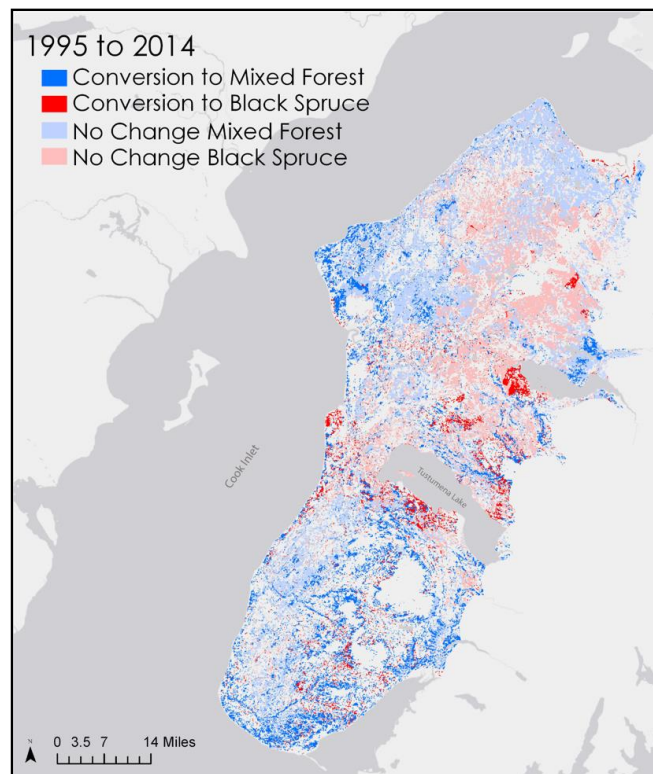 1995 to 2014
Conversion to Mixed Forest
Conversion to Black Spruce
No Change Mixed Forest
No Change Black Spruce
Cook Inlet
Tustumena Lake
N
0 3.5 7 14 Miles